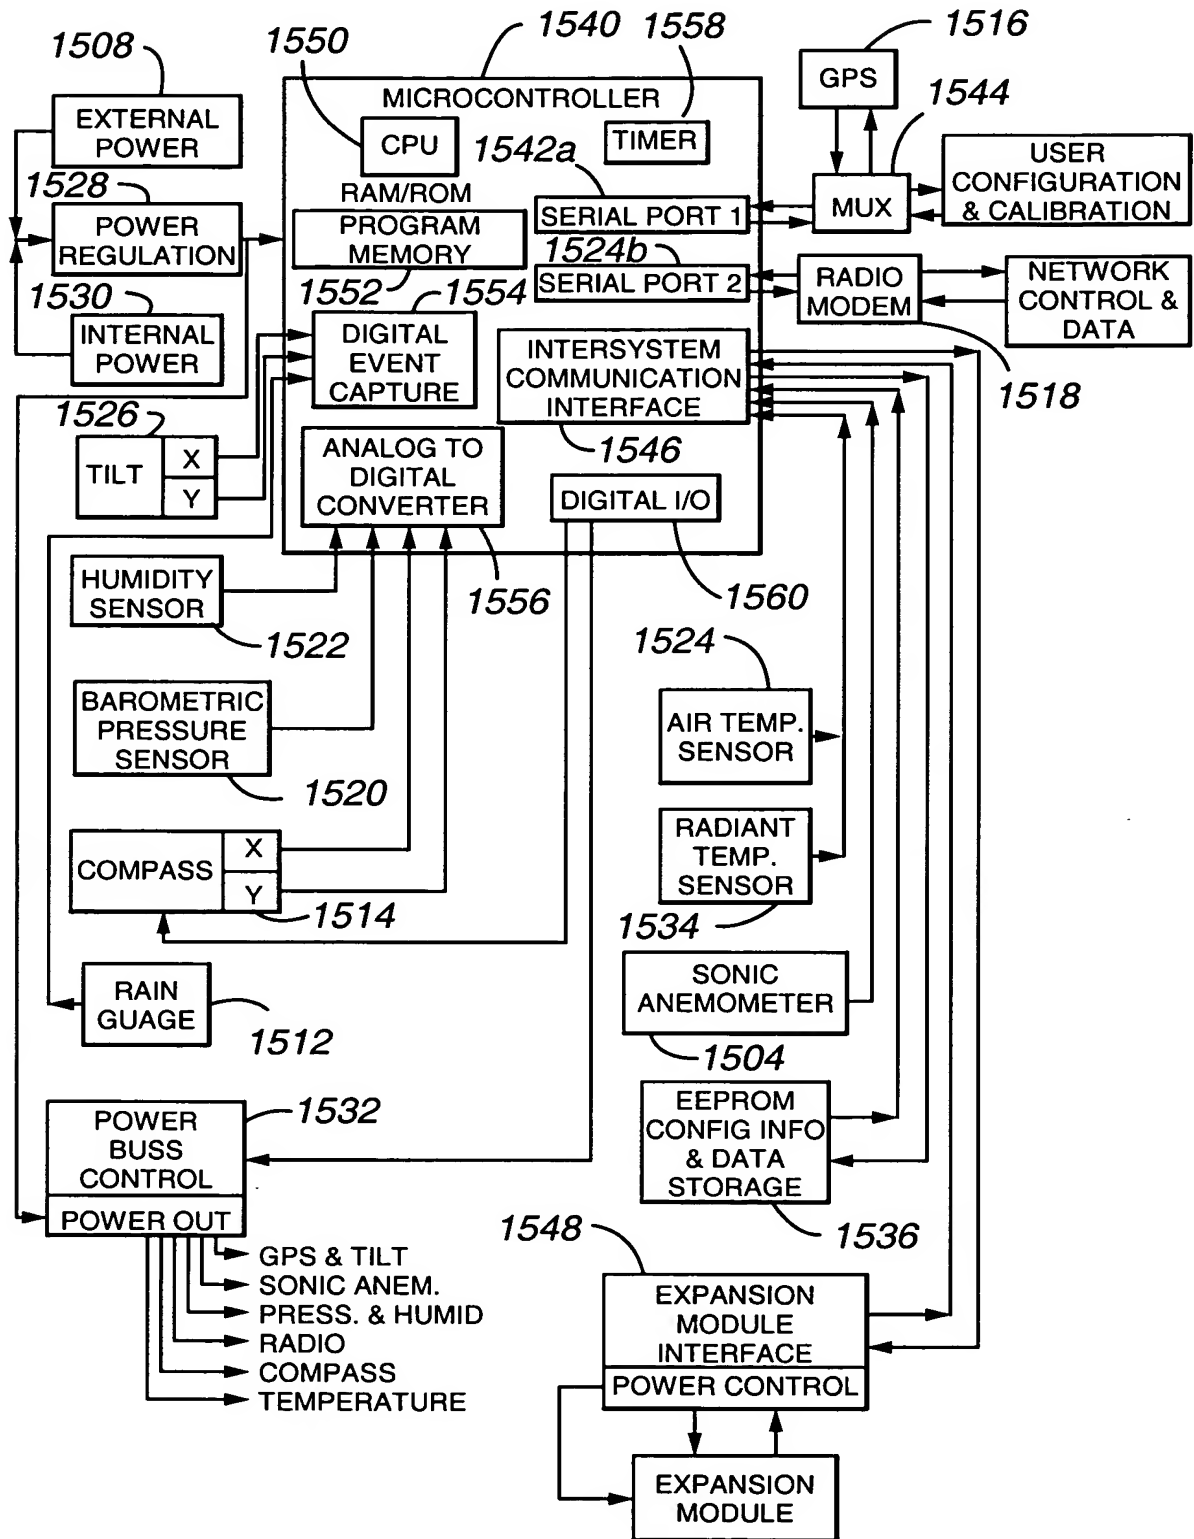 1508
1550
1540
1558
1516
GPS
1544
EXTERNAL
POWER
MICROCONTROLLER
CPU
TIMER
1542a
USER
CONFIGURATION
& CALIBRATION
1528
POWER
REGULATION
RAM/ROM
PROGRAM
MEMORY
SERIAL PORT 1
MUX
1524b
SERIAL PORT 2
RADIO
MODEM
NETWORK
CONTROL &
DATA
1530
INTERNAL
POWER
1552
1554
DIGITAL
EVENT
CAPTURE
INTERSYSTEM
COMMUNICATION
INTERFACE
1518
1526
TILT
X
Y
1546
ANALOG TO
DIGITAL
CONVERTER
DIGITAL I/O
HUMIDITY
SENSOR
1556
1560
1522
1524
BAROMETRIC
PRESSURE
SENSOR
AIR TEMP.
SENSOR
1520
COMPASS
X
Y
RADIANT
TEMP.
SENSOR
1514
1534
RAIN
GUAGE
1512
SONIC
ANEMOMETER
1504
POWER
BUSS
CONTROL
1532
EEPROM
CONFIG INFO
& DATA
STORAGE
POWER OUT
1536
1548
GPS & TILT
SONIC ANEM.
PRESS. & HUMID
RADIO
COMPASS
TEMPERATURE
EXPANSION
MODULE
INTERFACE
POWER CONTROL
EXPANSION
MODULE